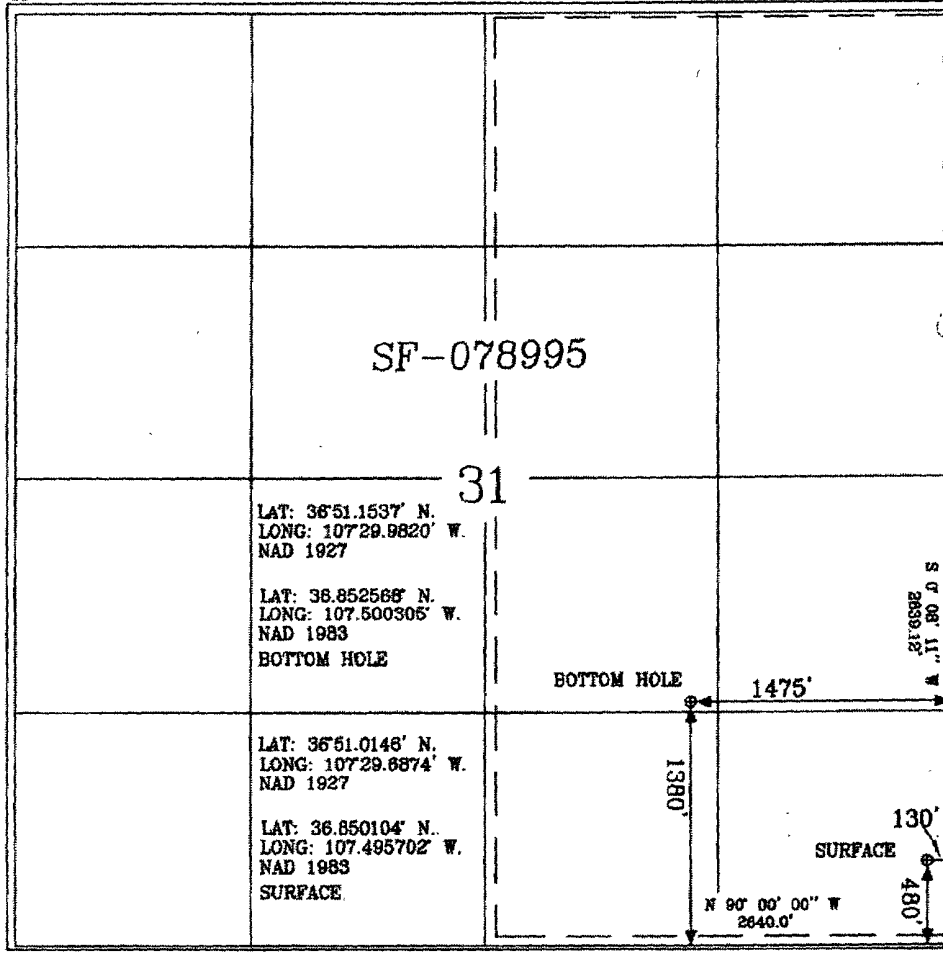 SF-078995
31
LAT: 36°51.1537' N.
LONG: 107°29.9820' W.
NAD 1927
LAT: 36.852568° N.
LONG: 107.500305° W.
NAD 1983
BOTTOM HOLE
S 0° 08' 11" W
2639.12'
BOTTOM HOLE
1475'
LAT: 36°51.0146' N.
LONG: 107°29.6874' W.
NAD 1927
1380'
LAT: 36.850104° N.
LONG: 107.495702° W.
NAD 1983
SURFACE
130'
SURFACE
480'
N 90° 00' 00" W
2640.0'